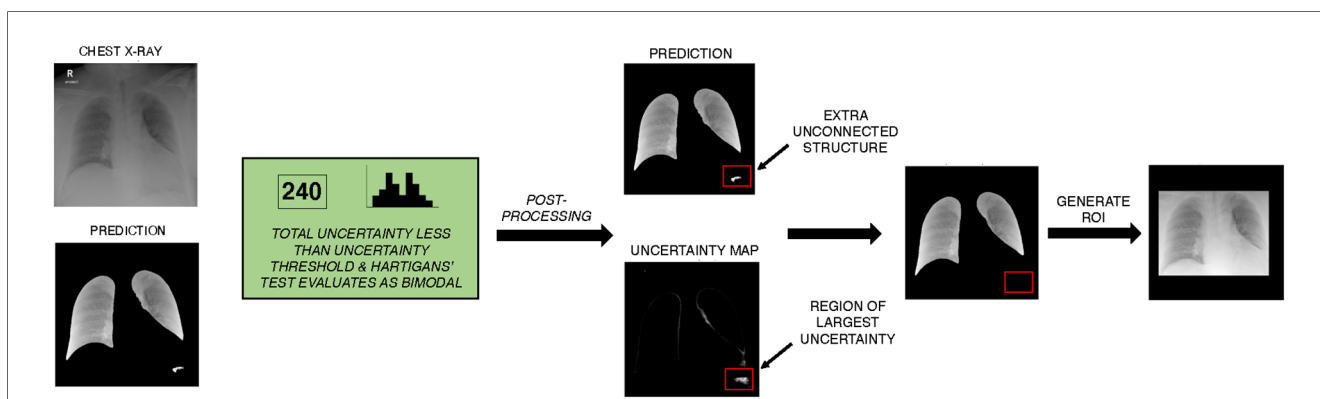 CHEST X-RAY
R
PREDICTION
240
TOTAL UNCERTAINTY LESS
THAN UNCERTAINTY
THRESHOLD & HARTIGANS'
TEST EVALUATES AS BIMODAL
POST-
PROCESSING
PREDICTION
EXTRA
UNCONNECTED
STRUCTURE
UNCERTAINTY MAP
REGION OF
LARGEST
UNCERTAINTY
GENERATE
ROI